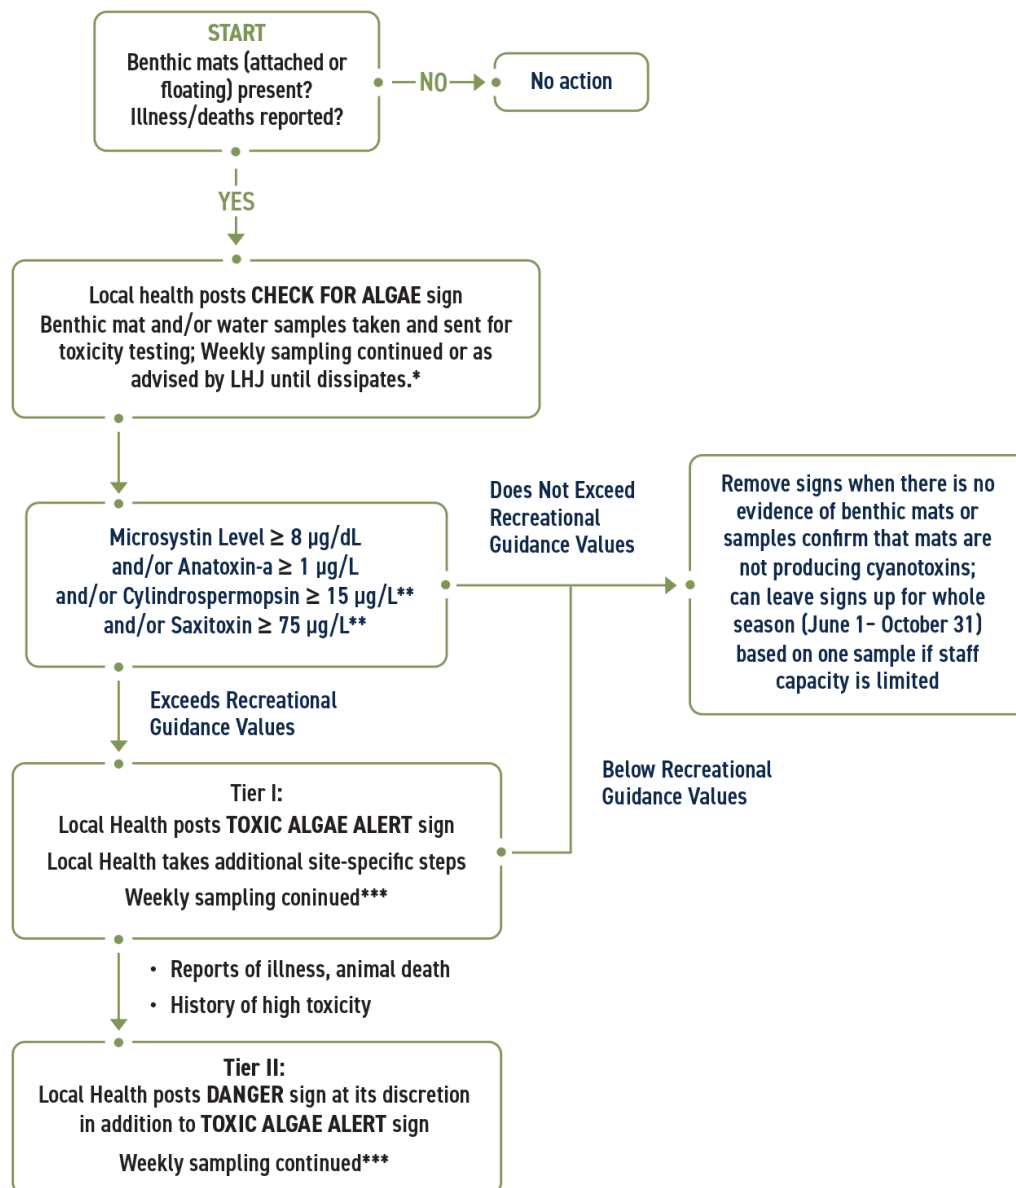 START
Benthic mats (attached or
floating) present?
Illness/deaths reported?
NO
No action
YES
Local health posts CHECK FOR ALGAE sign
Benthic mat and/or water samples taken and sent for
toxicity testing; Weekly sampling continued or as
advised by LHJ until dissipates.*
Microsystin Level ≥ 8 µg/dL
and/or Anatoxin-a ≥ 1 µg/L
and/or Cylindrospermopsin ≥ 15 µg/L**
and/or Saxitoxin ≥ 75 µg/L**
Does Not Exceed
Recreational
Guidance Values
Remove signs when there is no
evidence of benthic mats or
samples confirm that mats are
not producing cyanotoxins;
can leave signs up for whole
season (June 1– October 31)
based on one sample if staff
capacity is limited
Exceeds Recreational
Guidance Values
Below Recreational
Guidance Values
Tier I:
Local Health posts TOXIC ALGAE ALERT sign
Local Health takes additional site-specific steps
Weekly sampling coninued***
• Reports of illness, animal death
• History of high toxicity
Tier II:
Local Health posts DANGER sign at its discretion
in addition to TOXIC ALGAE ALERT sign
Weekly sampling continued***